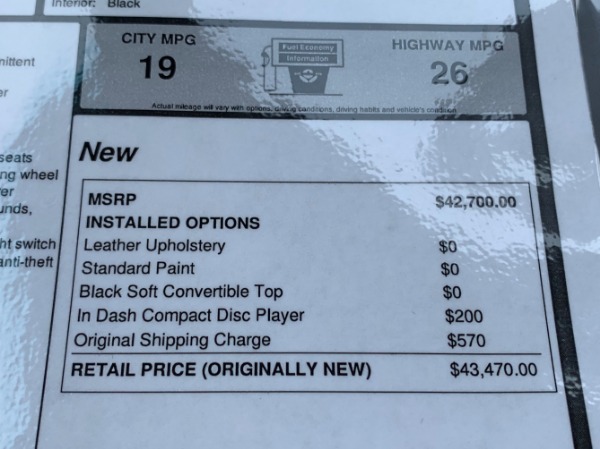 Interior: Black
CITY MPG
19
Fuel Economy
Information
HIGHWAY MPG
26
Actual mileage will vary with options, driving conditions, driving habits and vehicle's condition
mittent
er
seats
ng wheel
er
unds,
ht switch
anti-theft
New
MSRP $42,700.00
INSTALLED OPTIONS
Leather Upholstery $0
Standard Paint $0
Black Soft Convertible Top $0
In Dash Compact Disc Player $200
Original Shipping Charge $570
RETAIL PRICE (ORIGINALLY NEW) $43,470.00